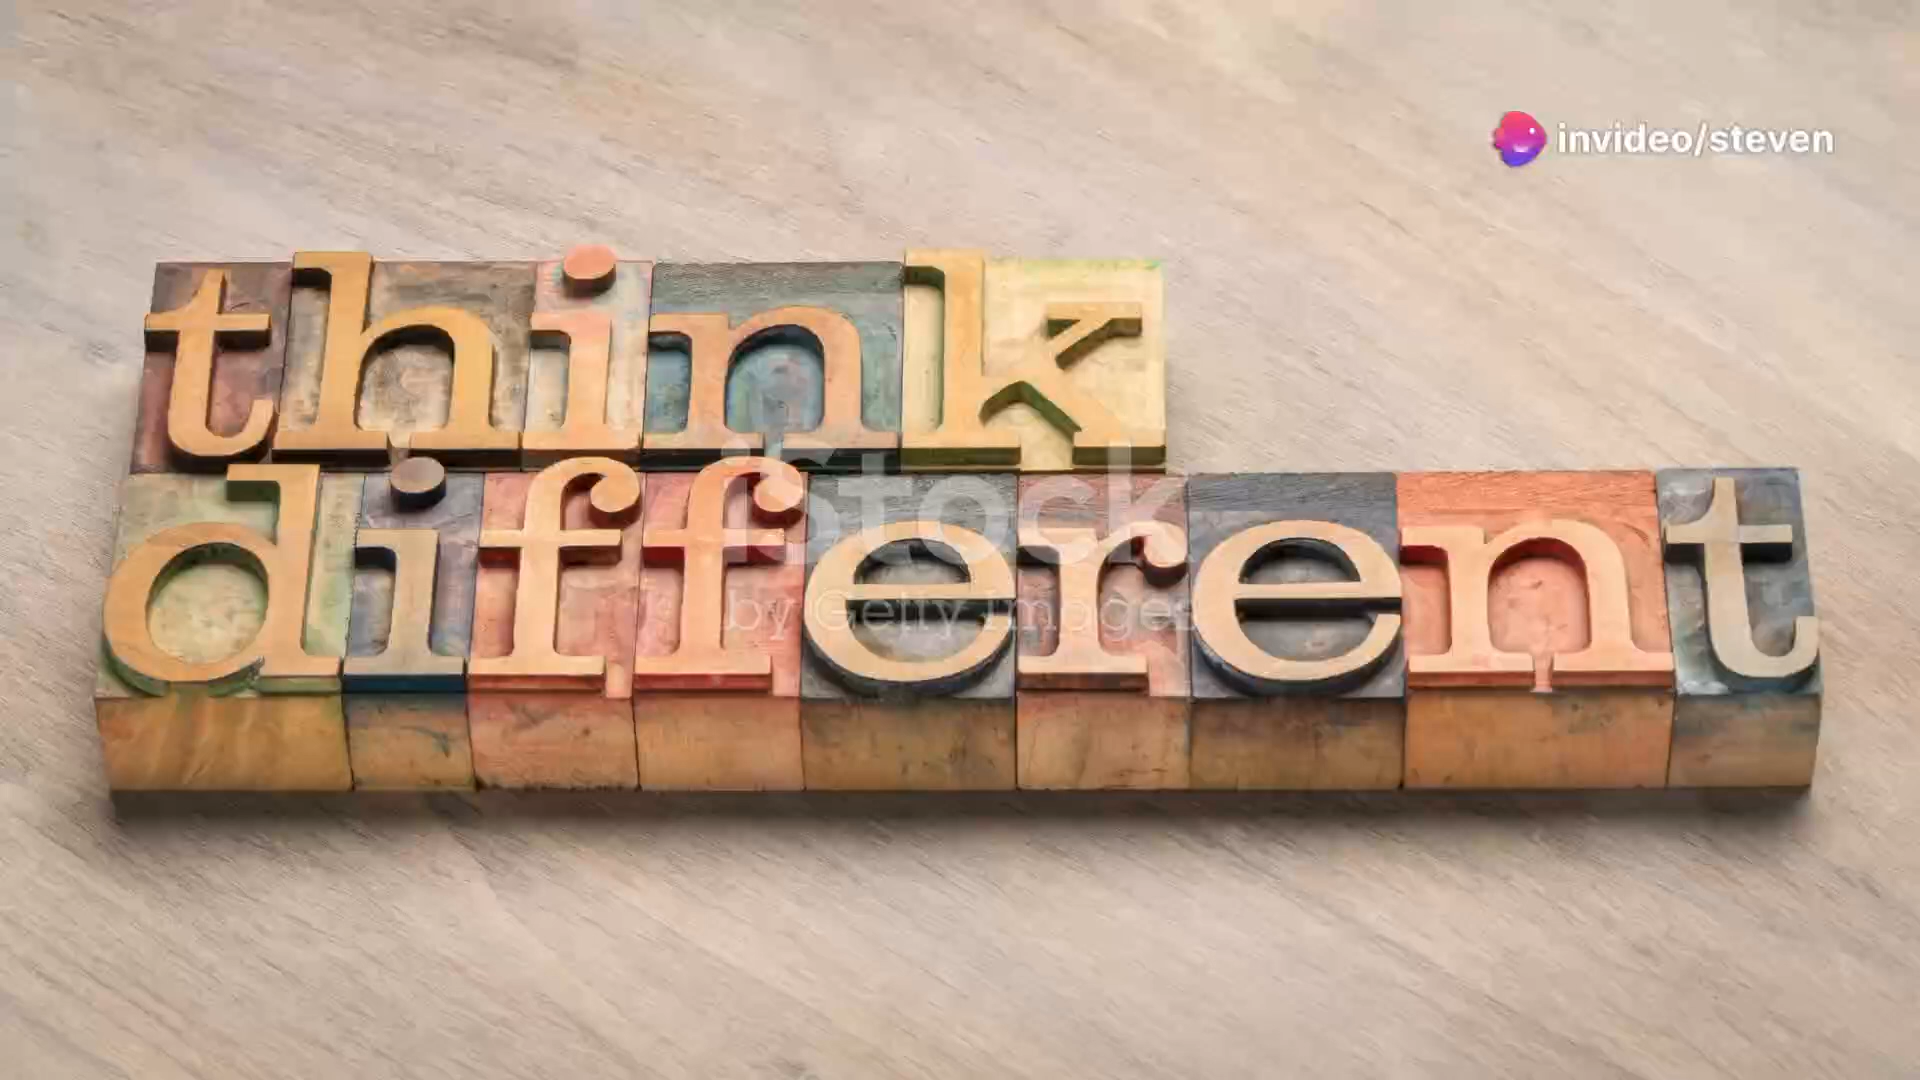 invideo/steven
think
different
iStock
by Getty Images